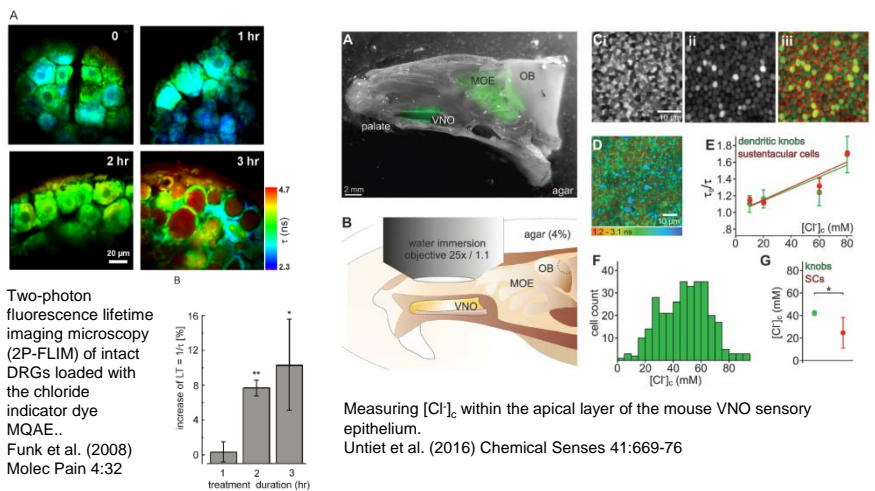 A
0
1 hr
2 hr
3 hr
20 µm
4.7
τ (ns)
2.3
Two-photon
fluorescence lifetime
imaging microscopy
(2P-FLIM) of intact
DRGs loaded with
the chloride
indicator dye
MQAE..
Funk et al. (2008)
Molec Pain 4:32
B
increase of LT = 1/τ [%]
16
12
8
4
0
**
*
1
2
3
treatment duration (hr)
A
MOE
OB
VNO
palate
2 mm
agar
B
water immersion
objective 25x / 1.1
agar (4%)
OB
MOE
VNO
Ci
ii
iii
10 µm
D
10 µm
1.2 - 3.1 ns
E
dendritic knobs
sustentacular cells
τ₀/τ
1.8
1.6
1.4
1.2
1.0
0
20
40
60
80
[Cl⁻]c (mM)
F
cell count
40
30
20
10
0
20
40
60
80
[Cl⁻]c (mM)
G
knobs
SCs
[Cl⁻]c (mM)
80
60
40
20
0
*
Measuring [Cl⁻]c within the apical layer of the mouse VNO sensory
epithelium.
Untiet et al. (2016) Chemical Senses 41:669-76